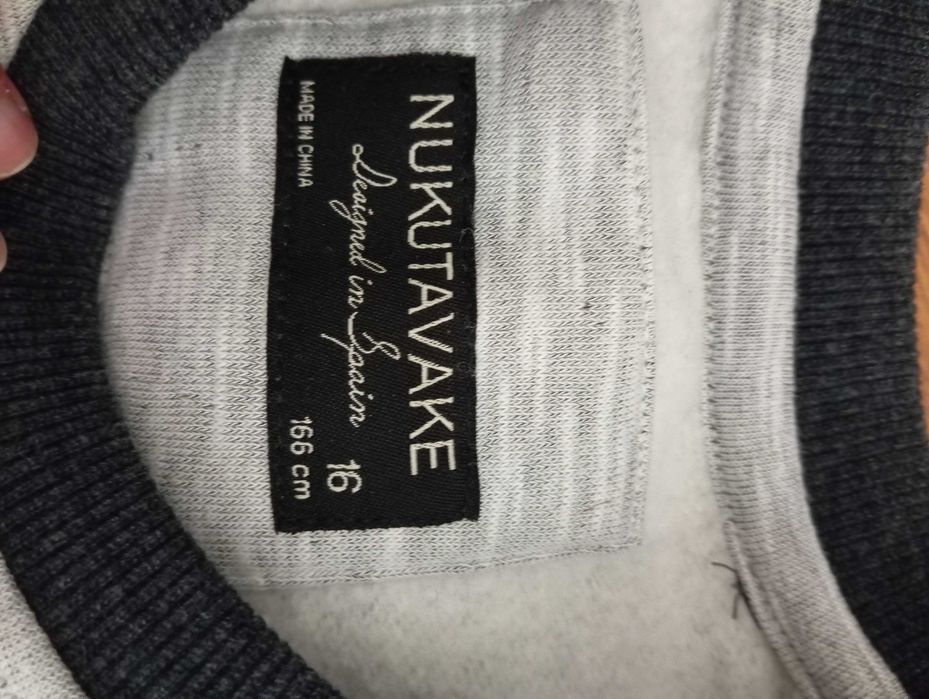 NUKUTAVAKE
Designed in Spain
16
MADE IN CHINA
166 cm